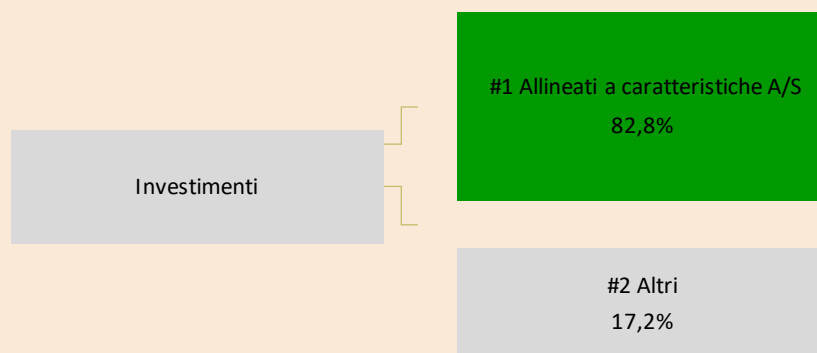 #1 Allineati a caratteristiche A/S
82,8%
Investimenti
#2 Altri
17,2%